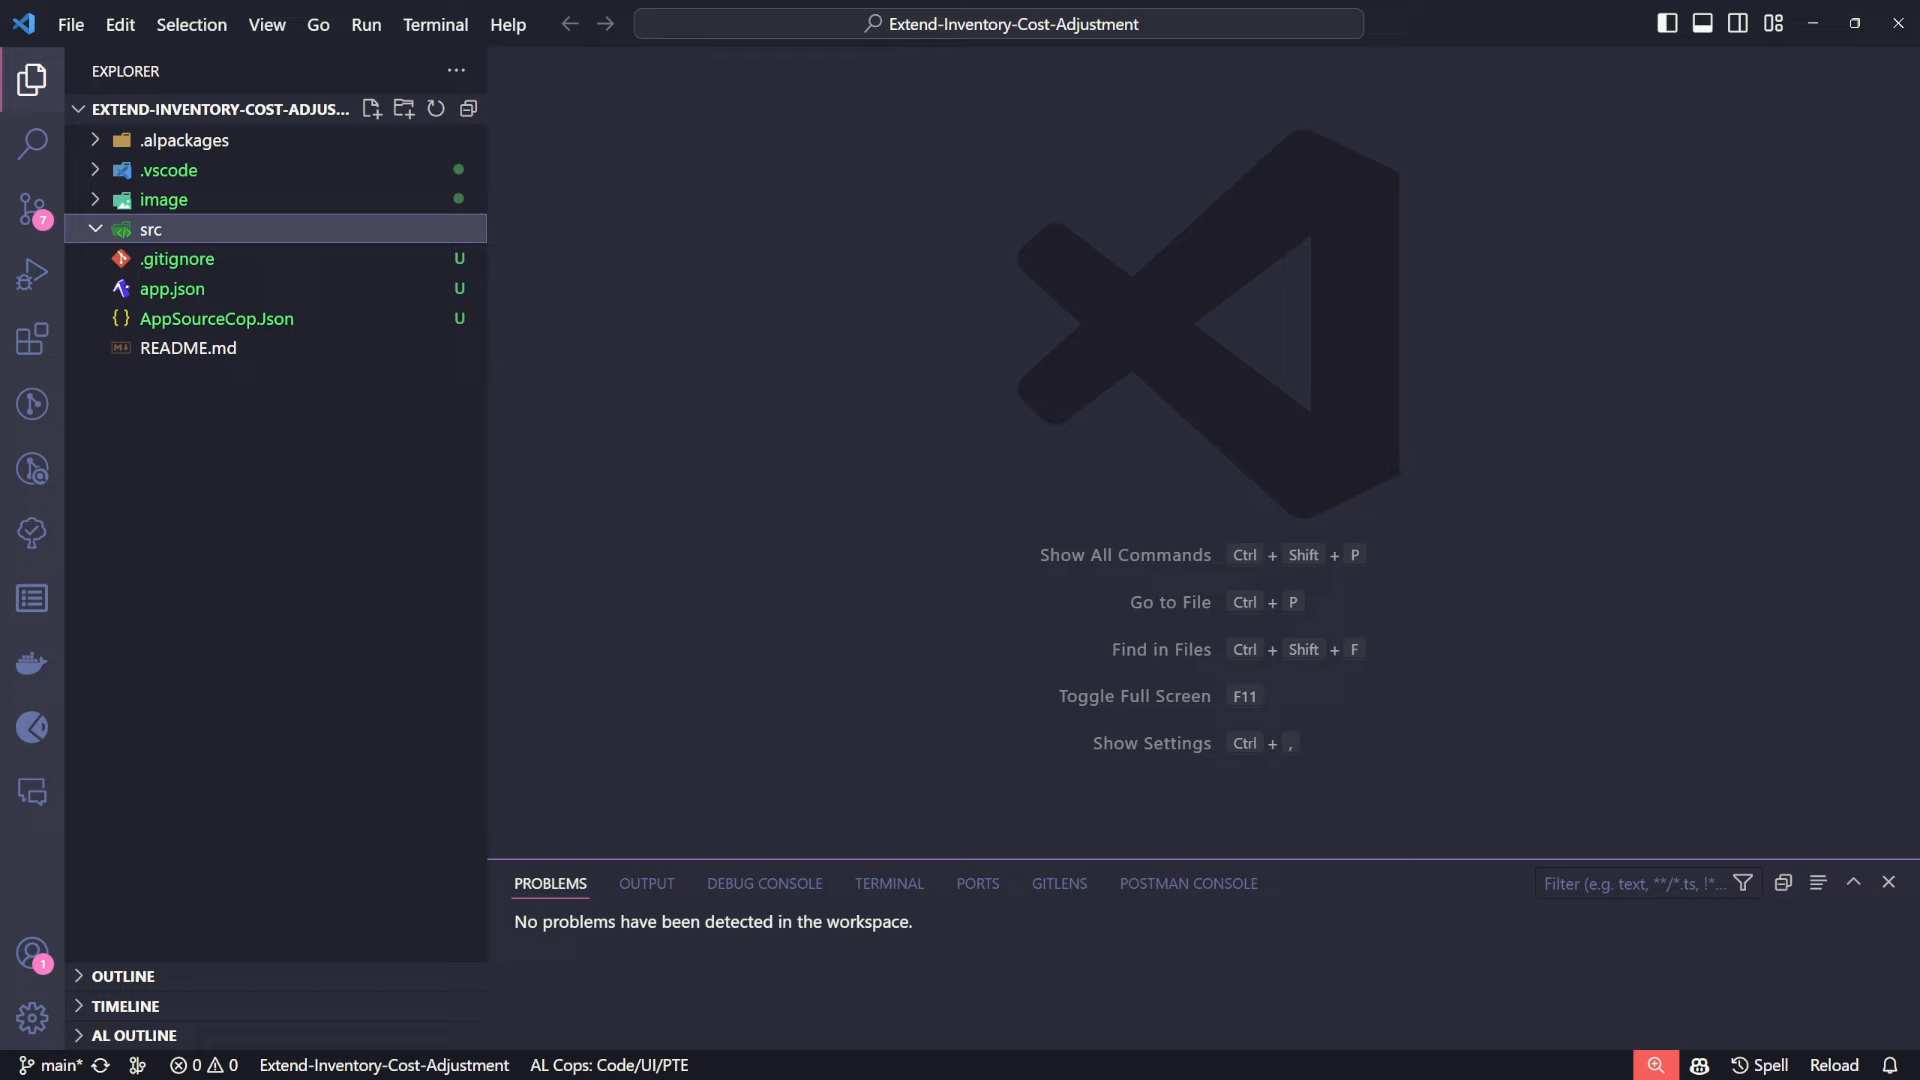 File Edit Selection View Go Run Terminal Help
Extend-Inventory-Cost-Adjustment
EXPLORER
EXTEND-INVENTORY-COST-ADJUS...
.alpackages
.vscode
image
7
src
.gitignore U
app.json U
AppSourceCop.Json U
README.md
Show All Commands Ctrl + Shift + P
Go to File Ctrl + P
Find in Files Ctrl + Shift + F
Toggle Full Screen F11
Show Settings Ctrl + ,
PROBLEMS OUTPUT DEBUG CONSOLE TERMINAL PORTS GITLENS POSTMAN CONSOLE
Filter (e.g. text, **/*.ts, !*...
No problems have been detected in the workspace.
1
OUTLINE
TIMELINE
AL OUTLINE
main* 0 0 Extend-Inventory-Cost-Adjustment AL Cops: Code/UI/PTE Spell Reload